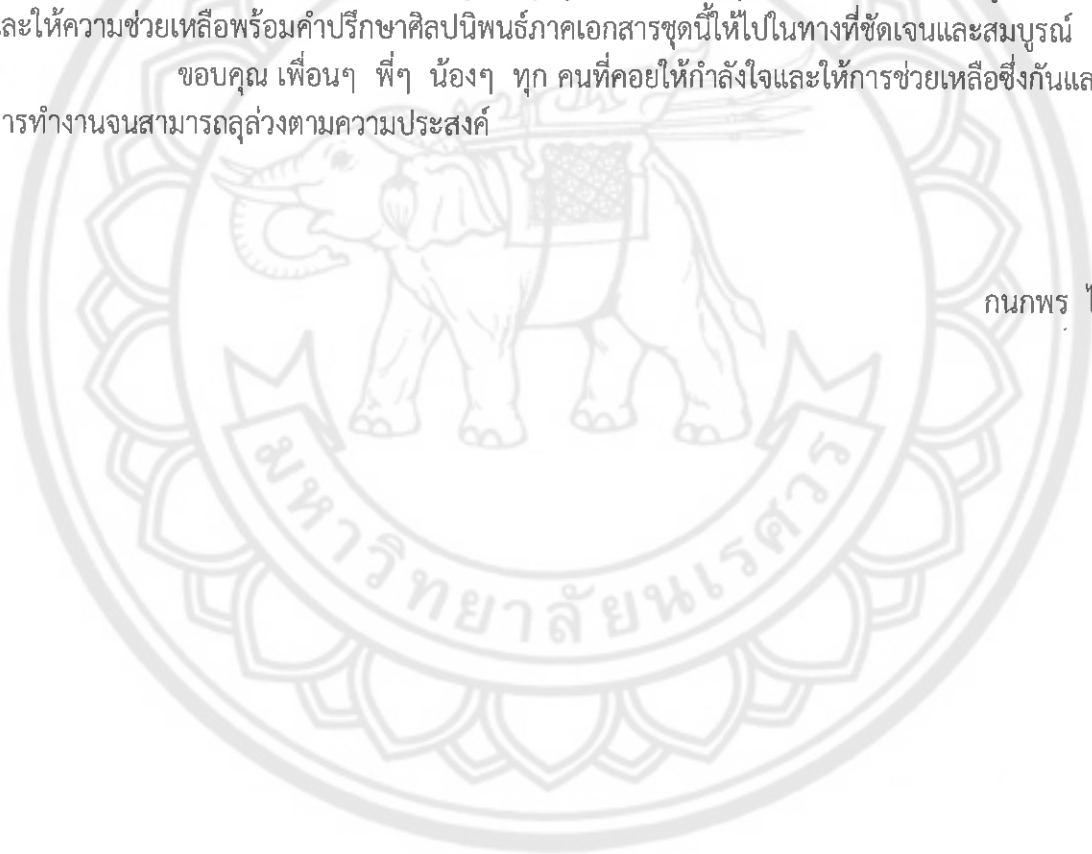 ละให้ความช่วยเหลือพร้อมคำปรึกษาศิลปนิพนธ์ภาคเอกสารชุดนี้ให้ไปในทางที่ชัดเจนและสมบูรณ์
ขอบคุณ เพื่อนๆ พี่ๆ น้องๆ ทุก คนที่คอยให้กำลังใจและให้การช่วยเหลือซึ่งกันแล
ารทำงานจนสามารถลุล่วงตามความประสงค์
กนกพร
มหาวิทยาลัยนเรศวร